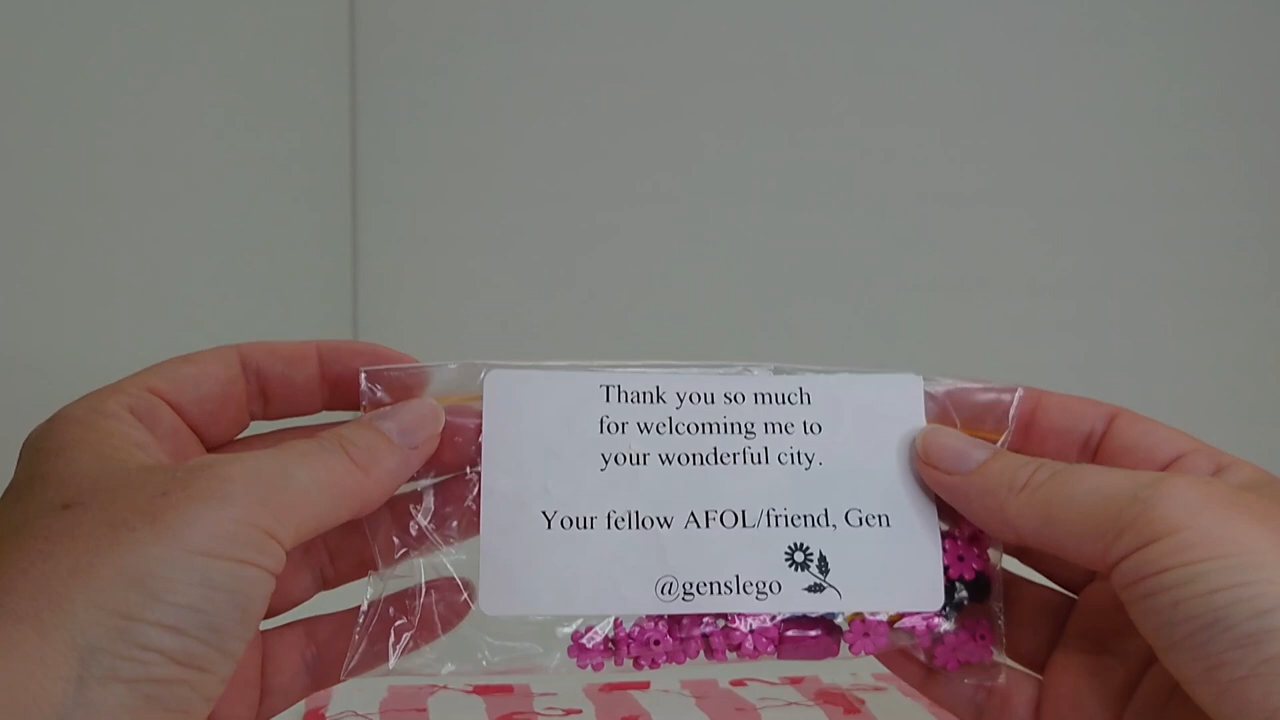 Thank you so much
for welcoming me to
your wonderful city.
Your fellow AFOL/friend, Gen
@genslego